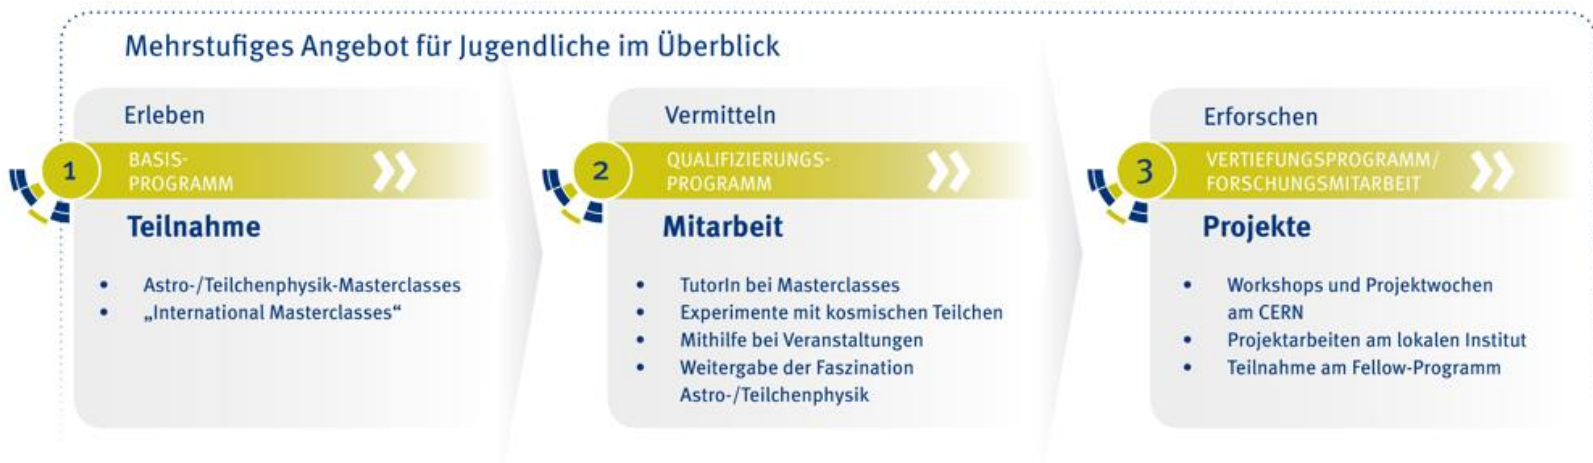 Mehrstufiges Angebot für Jugendliche im Überblick
Erleben
1
BASIS-
PROGRAMM
Teilnahme
• Astro-/Teilchenphysik-Masterclasses
• „International Masterclasses“
Vermitteln
2
QUALIFIZIERUNGS-
PROGRAMM
Mitarbeit
• TutorIn bei Masterclasses
• Experimente mit kosmischen Teilchen
• Mithilfe bei Veranstaltungen
• Weitergabe der Faszination
Astro-/Teilchenphysik
Erforschen
3
VERTIEFUNGSPROGRAMM/
FORSCHUNGSMITARBEIT
Projekte
• Workshops und Projektwochen
am CERN
• Projektarbeiten am lokalen Institut
• Teilnahme am Fellow-Programm